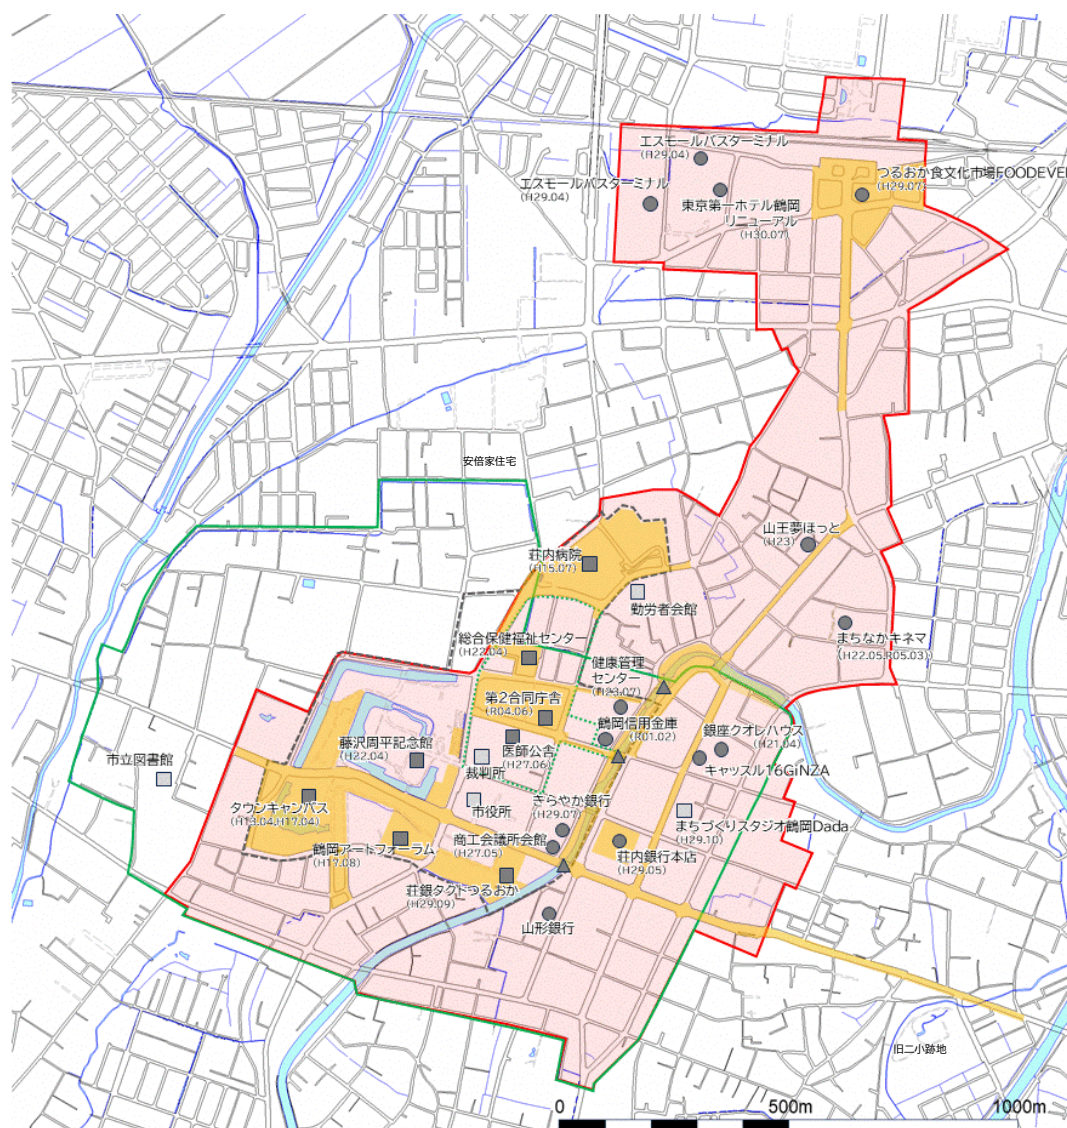 エスモールバスターミナル
(H29.04)
つるおか食文化市場FOODEVER
(H29.07)
エスモールバスターミナル
(H29.04)
東京第一ホテル鶴岡
リニューアル
(H30.07)
安倍家住宅
山王夢ほっと
(H23)
荘内病院
(H15.07)
勤労者会館
まちなかキネマ
(H22.05,R05.03)
総合保健福祉センター
(H22.04)
健康管理
センター
(H23.07)
第2合同庁舎
(R04.06)
鶴岡信用金庫
(R01.02)
銀座クオレハウス
(H21.04)
藤沢周平記念館
(H22.04)
医師公舎
(H27.06)
市立図書館
裁判所
キャッスル16GiNZA
タウンキャンパス
(H13.04,H17.04)
市役所
きらやか銀行
(H29.07)
まちづくりスタジオ鶴岡Dada
(H29.10)
鶴岡アートフォーラム
(H17.08)
商工会議所会館
(H27.05)
荘内銀行本店
(H29.05)
荘銀タクトつるおか
(H29.09)
山形銀行
旧二小跡地
0 500m 1000m